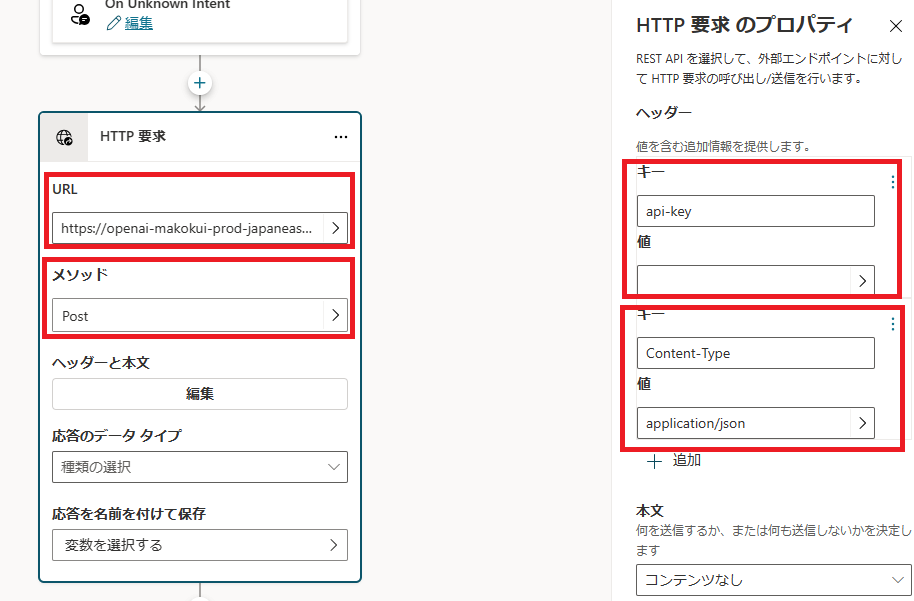 On Unknown Intent
編集
HTTP 要求
URL
https://openai-makokui-prod-japaneas...
メソッド
Post
ヘッダーと本文
編集
応答のデータ タイプ
種類の選択
応答を名前を付けて保存
変数を選択する
HTTP 要求 のプロパティ
REST API を選択して、外部エンドポイントに対し
て HTTP 要求の呼び出し/送信を行います。
ヘッダー
値を含む追加情報を提供します。
キー
api-key
値
キー
Content-Type
値
application/json
追加
本文
何を送信するか、または何も送信しないかを決定し
ます
コンテンツなし